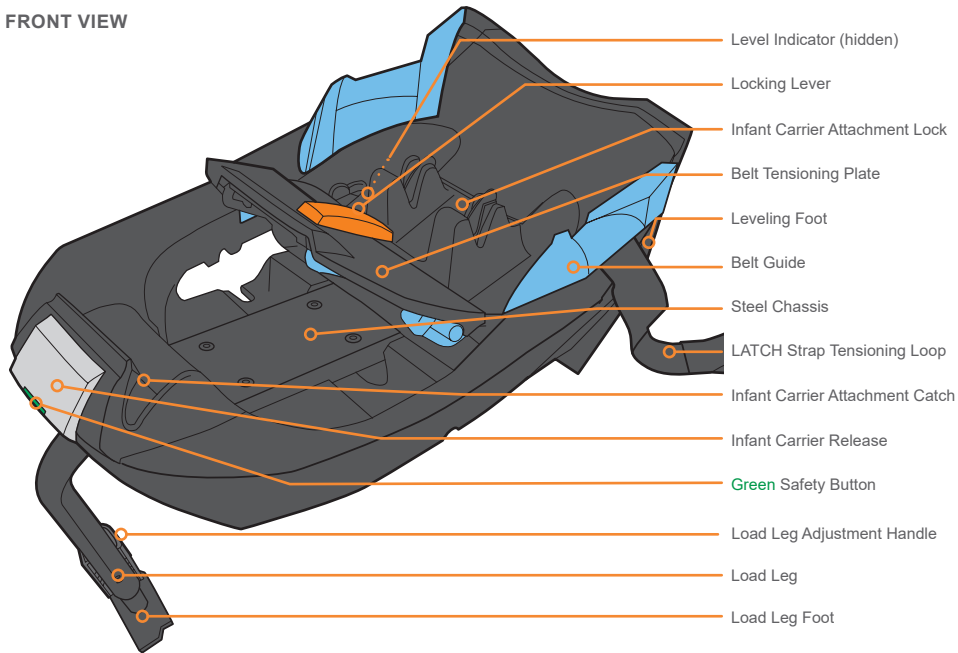 FRONT VIEW
Level Indicator (hidden)
Locking Lever
Infant Carrier Attachment Lock
Belt Tensioning Plate
Leveling Foot
Belt Guide
Steel Chassis
LATCH Strap Tensioning Loop
Infant Carrier Attachment Catch
Infant Carrier Release
Green Safety Button
Load Leg Adjustment Handle
Load Leg
Load Leg Foot